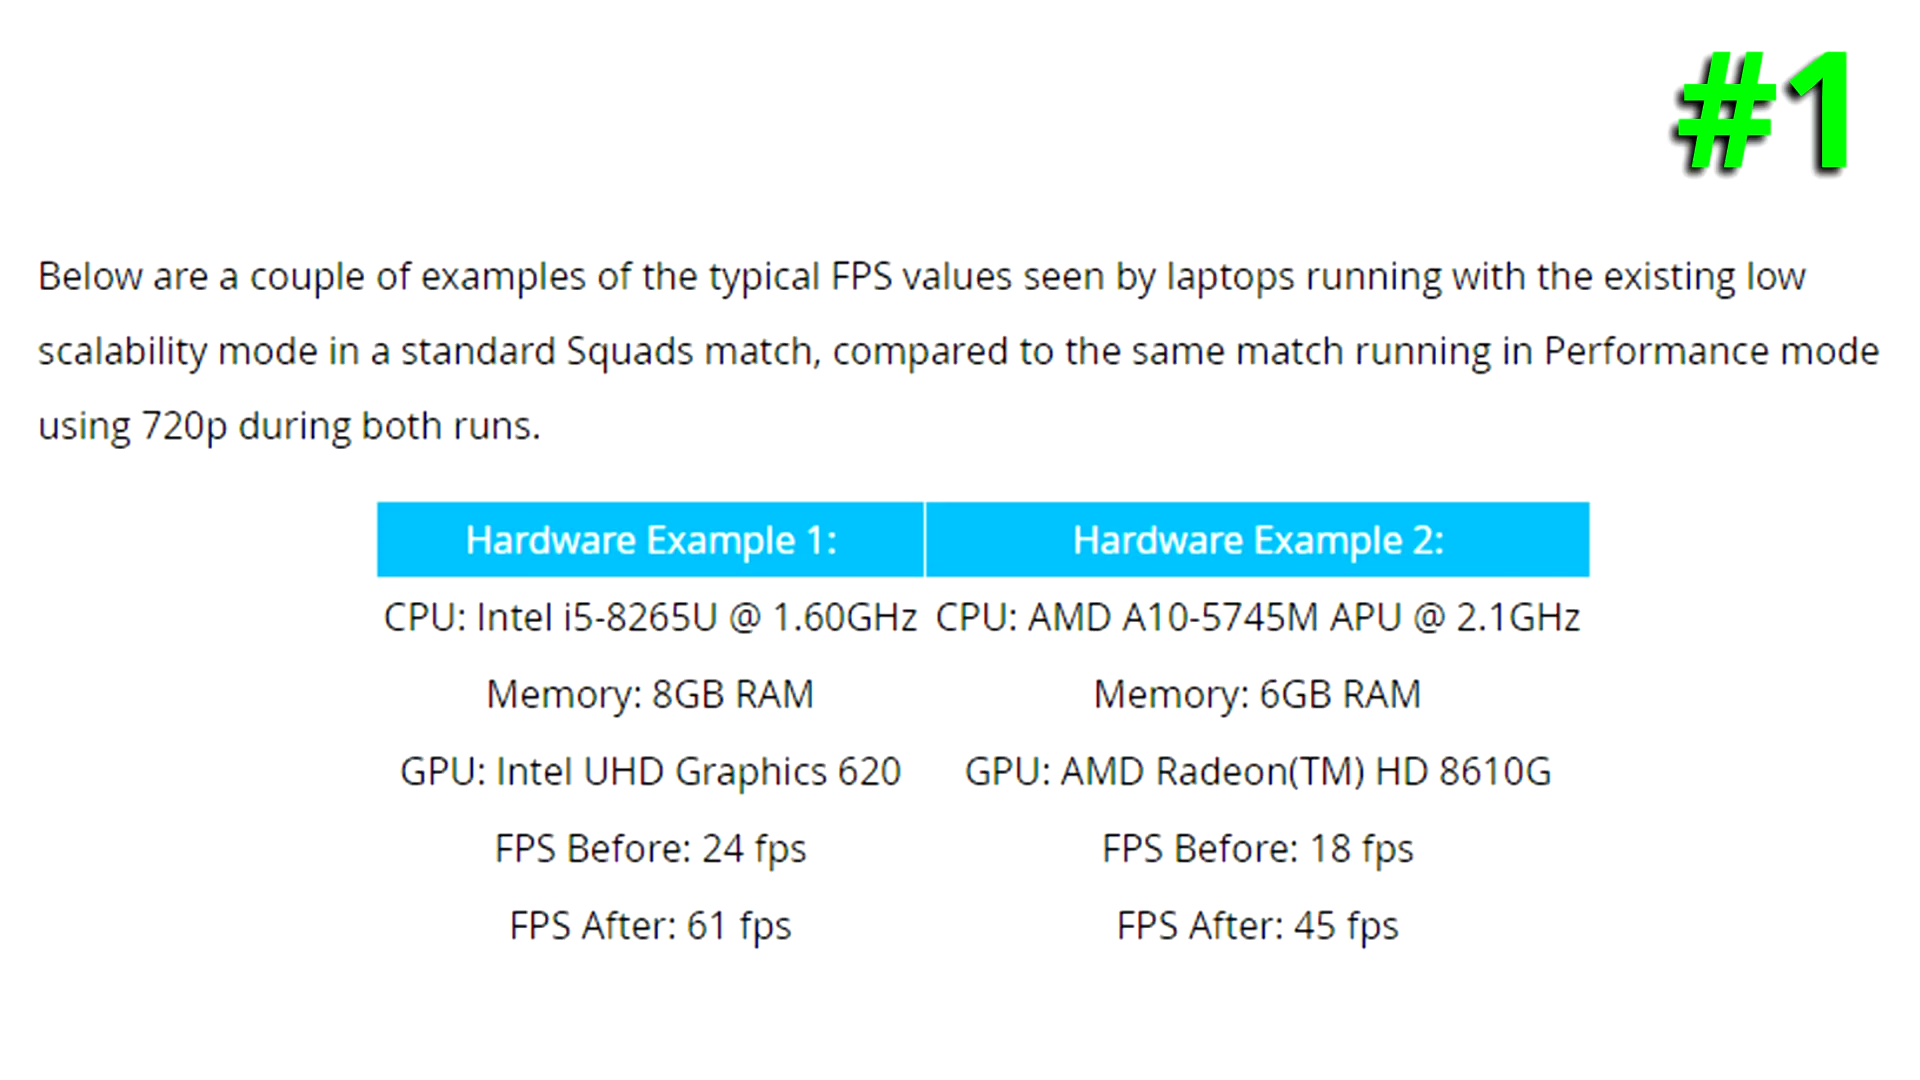 #1
Below are a couple of examples of the typical FPS values seen by laptops running with the existing low
scalability mode in a standard Squads match, compared to the same match running in Performance mode
using 720p during both runs.
Hardware Example 1: Hardware Example 2:
CPU: Intel i5-8265U @ 1.60GHz CPU: AMD A10-5745M APU @ 2.1GHz
Memory: 8GB RAM Memory: 6GB RAM
GPU: Intel UHD Graphics 620 GPU: AMD Radeon(TM) HD 8610G
FPS Before: 24 fps FPS Before: 18 fps
FPS After: 61 fps FPS After: 45 fps